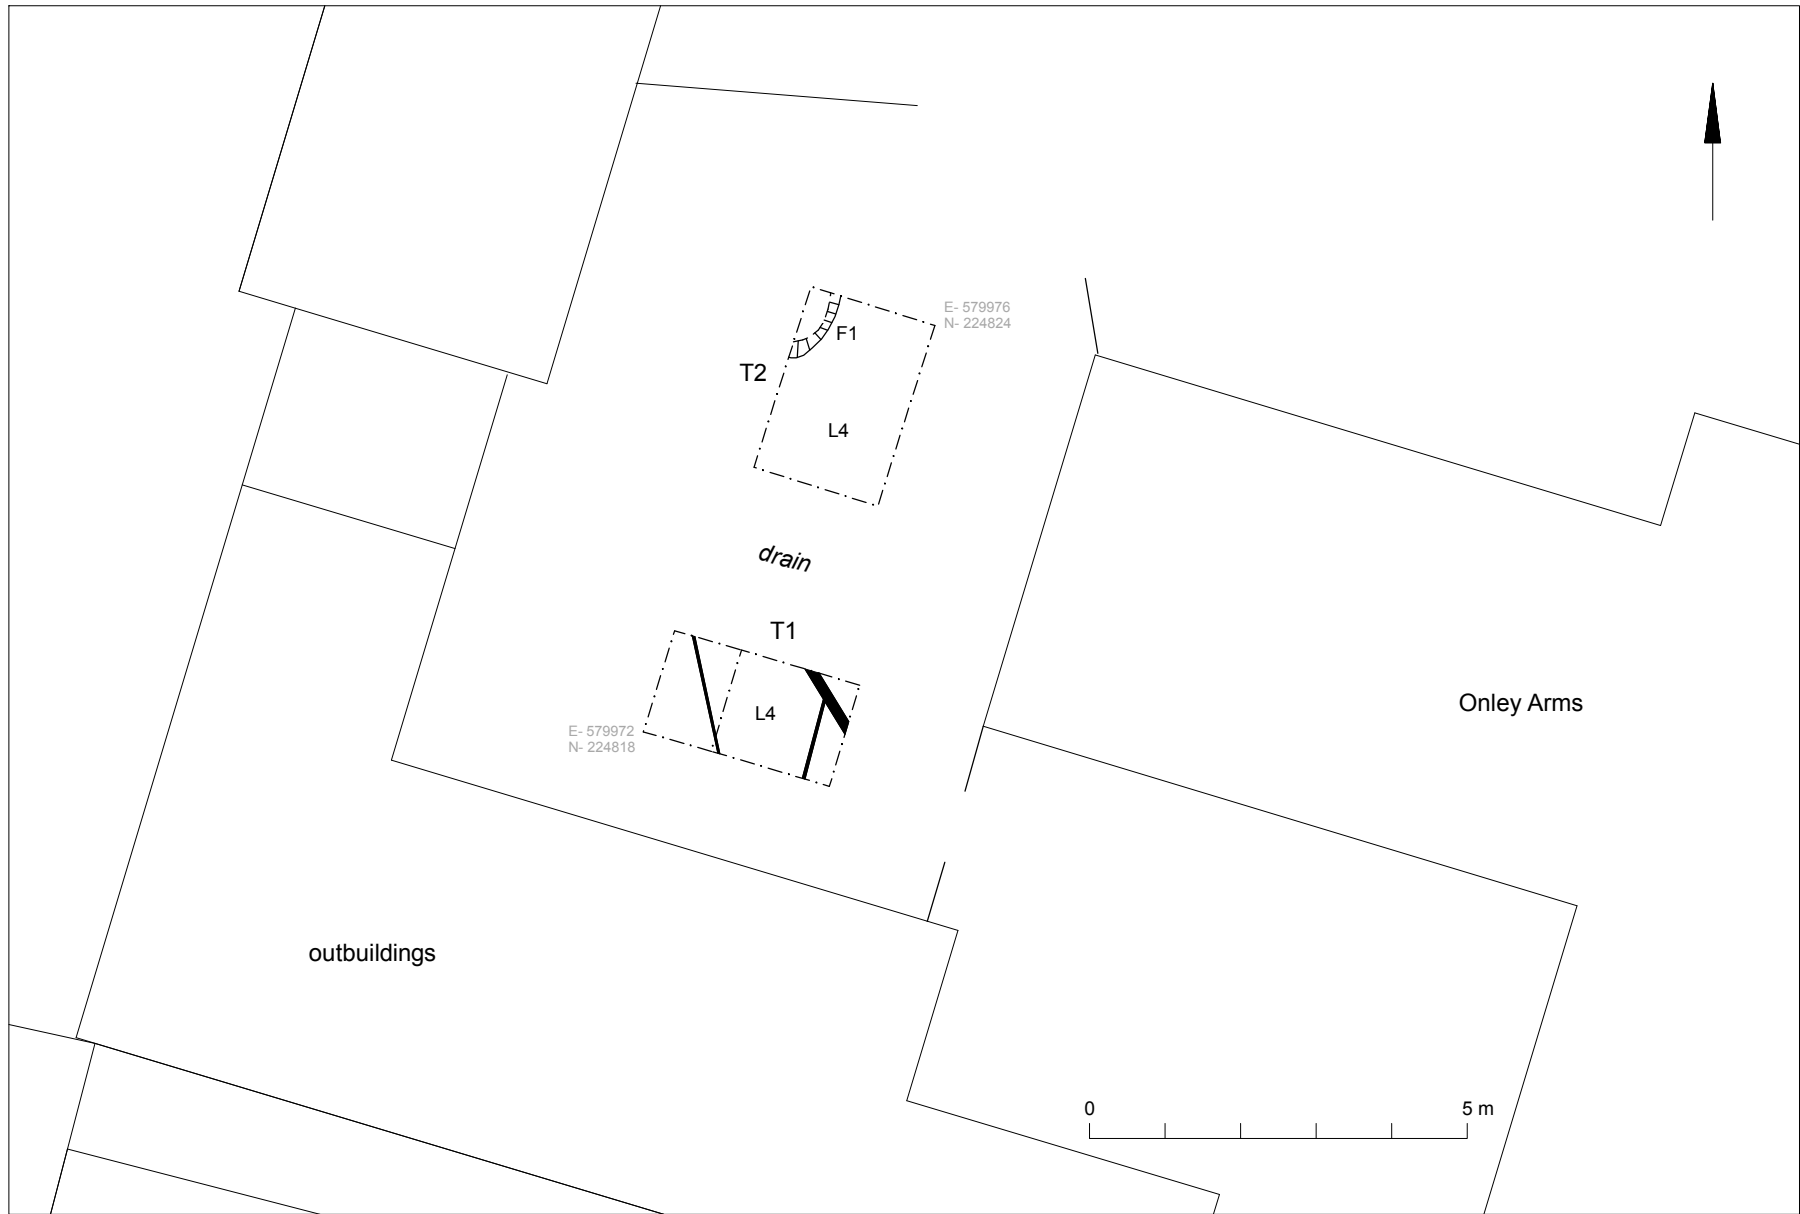 E- 579976
N- 224824
F1
T2
L4
drain
T1
L4
Onley Arms
E- 579972
N- 224818
outbuildings
0 5 m